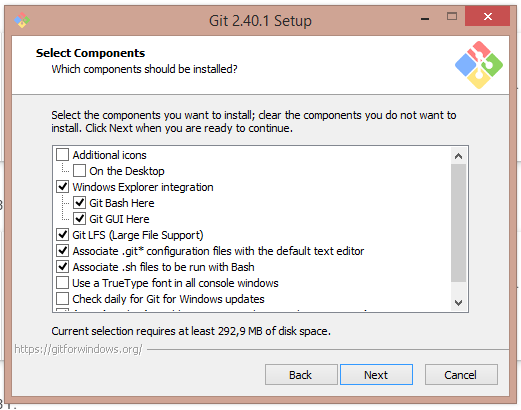 Git 2.40.1 Setup
Select Components
Which components should be installed?
Select the components you want to install; clear the components you do not want to
install. Click Next when you are ready to continue.
Additional icons
On the Desktop
Windows Explorer integration
Git Bash Here
Git GUI Here
Git LFS (Large File Support)
Associate .git* configuration files with the default text editor
Associate .sh files to be run with Bash
Use a TrueType font in all console windows
Check daily for Git for Windows updates
Current selection requires at least 292,9 MB of disk space.
https://gitforwindows.org/
Back
Next
Cancel